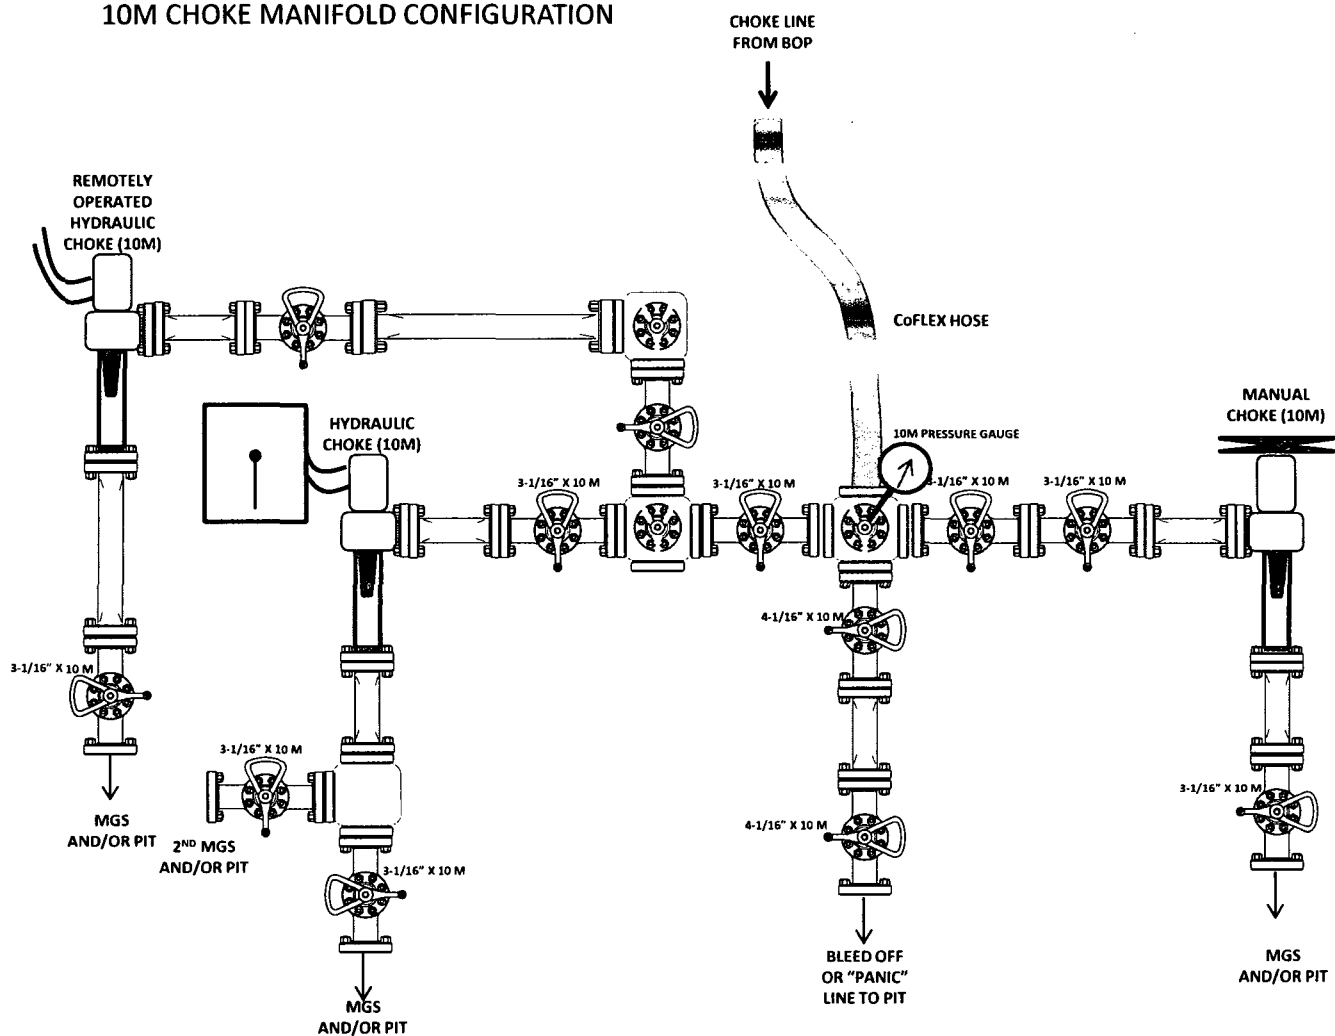 10M CHOKE MANIFOLD CONFIGURATION
CHOKE LINE
FROM BOP
REMOTELY
OPERATED
HYDRAULIC
CHOKE (10M)
CoFLEX HOSE
HYDRAULIC
CHOKE (10M)
MANUAL
CHOKE (10M)
10M PRESSURE GAUGE
3-1/16" X 10 M
3-1/16" X 10 M
3-1/16" X 10 M
3-1/16" X 10 M
4-1/16" X 10 M
3-1/16" X 10 M
3-1/16" X 10 M
3-1/16" X 10 M
4-1/16" X 10 M
3-1/16" X 10 M
MGS
AND/OR PIT
2ND MGS
AND/OR PIT
BLEED OFF
OR "PANIC"
LINE TO PIT
MGS
AND/OR PIT
MGS
AND/OR PIT